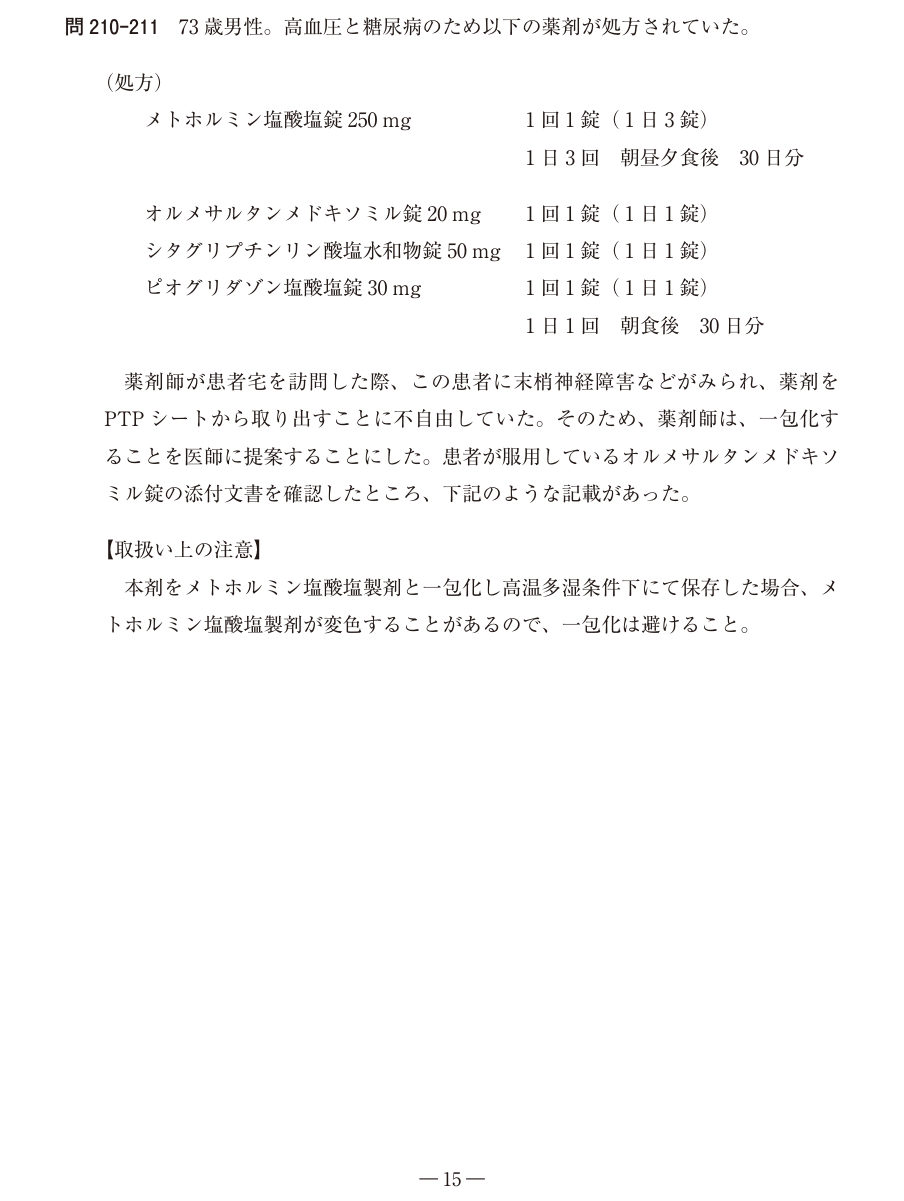 問 210-211　73 歳男性。高血圧と糖尿病のため以下の薬剤が処方されていた。
（処方）
メトホルミン塩酸塩錠 250 mg　1 回 1 錠（1 日 3 錠）
1 日 3 回　朝昼夕食後　30 日分
オルメサルタンメドキソミル錠 20 mg　1 回 1 錠（1 日 1 錠）
シタグリプチンリン酸塩水和物錠 50 mg　1 回 1 錠（1 日 1 錠）
ピオグリダゾン塩酸塩錠 30 mg　1 回 1 錠（1 日 1 錠）
1 日 1 回　朝食後　30 日分
薬剤師が患者宅を訪問した際、この患者に末梢神経障害などがみられ、薬剤を
PTP シートから取り出すことに不自由していた。そのため、薬剤師は、一包化す
ることを医師に提案することにした。患者が服用しているオルメサルタンメドキソ
ミル錠の添付文書を確認したところ、下記のような記載があった。
【取扱い上の注意】
本剤をメトホルミン塩酸塩製剤と一包化し高温多湿条件下にて保存した場合、メ
トホルミン塩酸塩製剤が変色することがあるので、一包化は避けること。
― 15 ―